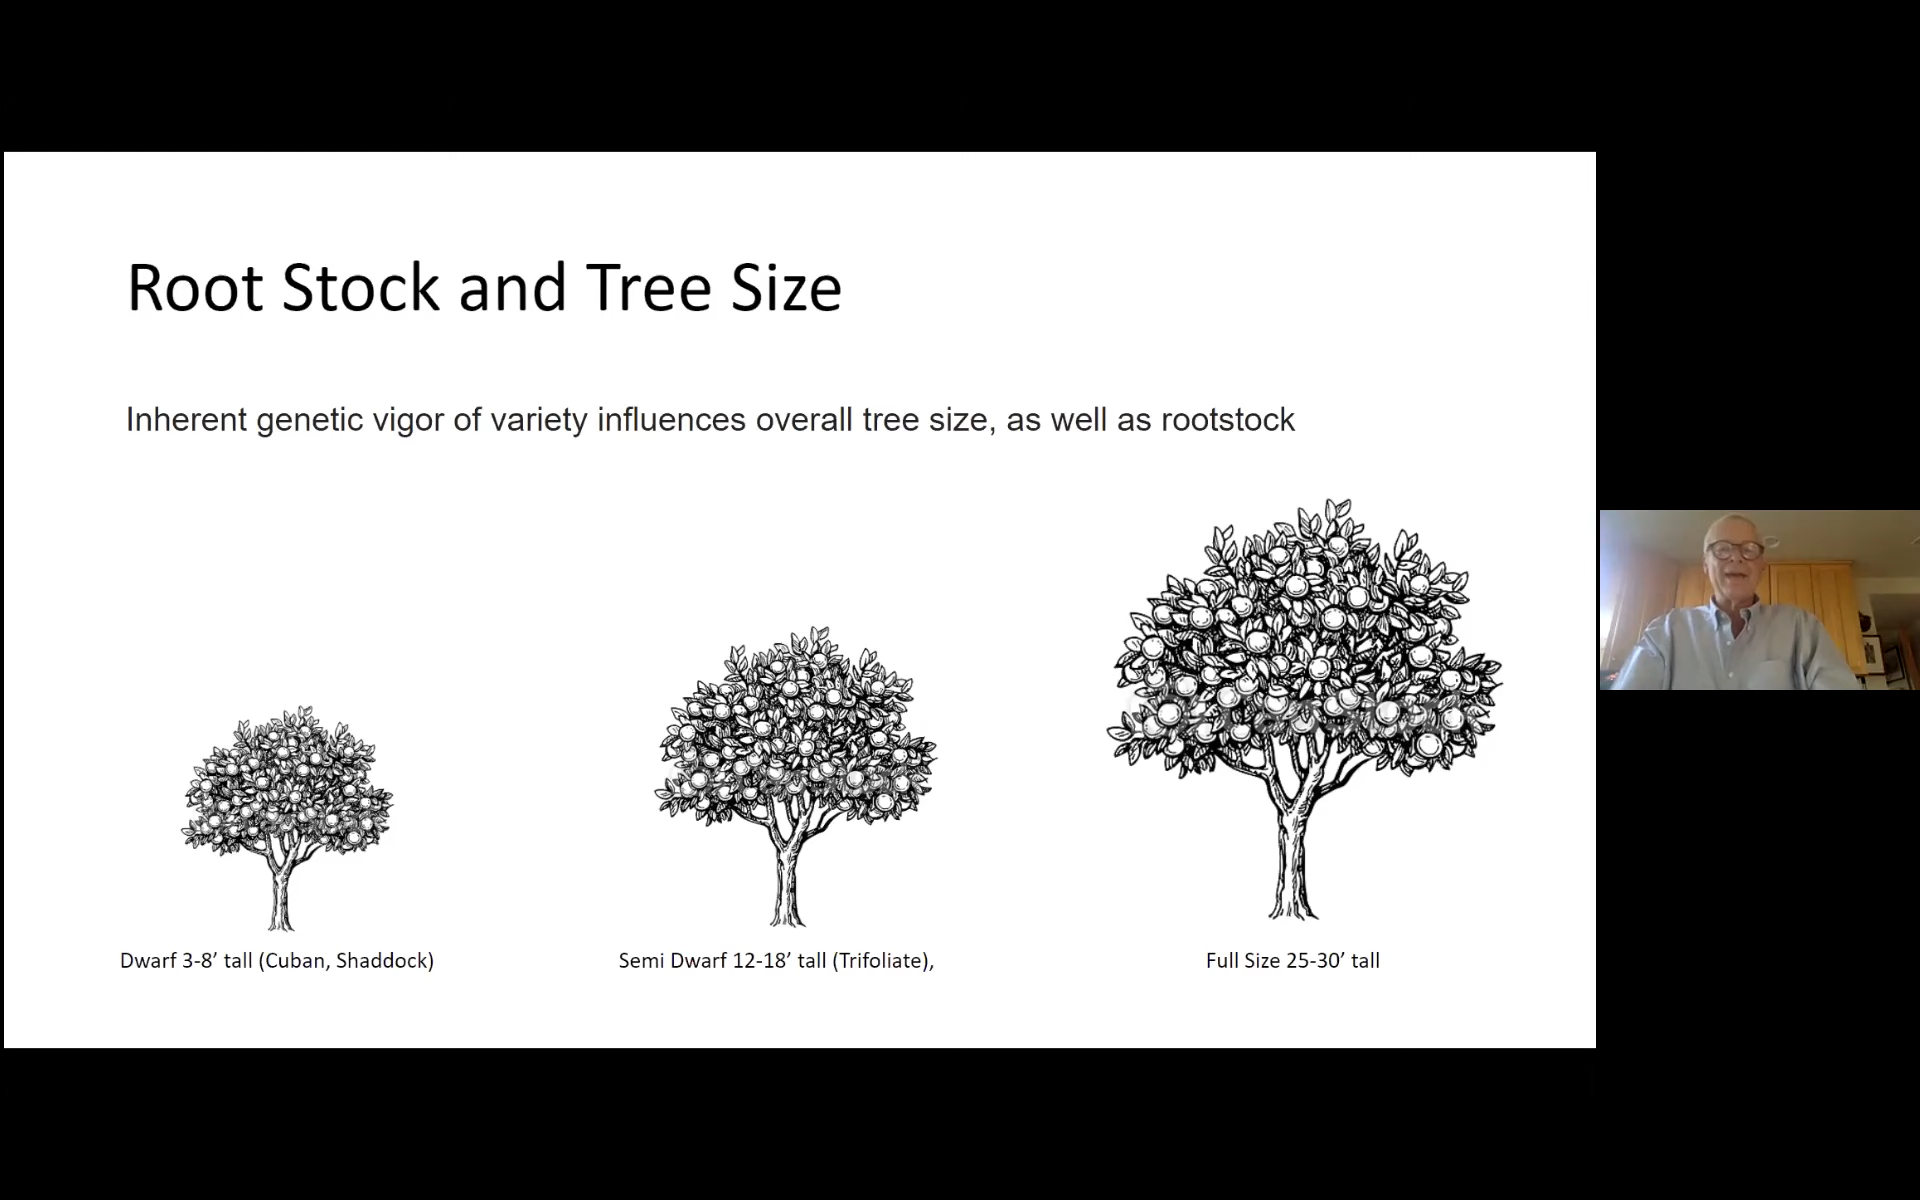 Root Stock and Tree Size
Inherent genetic vigor of variety influences overall tree size, as well as rootstock
Dwarf 3-8’ tall (Cuban, Shaddock)
Semi Dwarf 12-18’ tall (Trifoliate),
Full Size 25-30’ tall